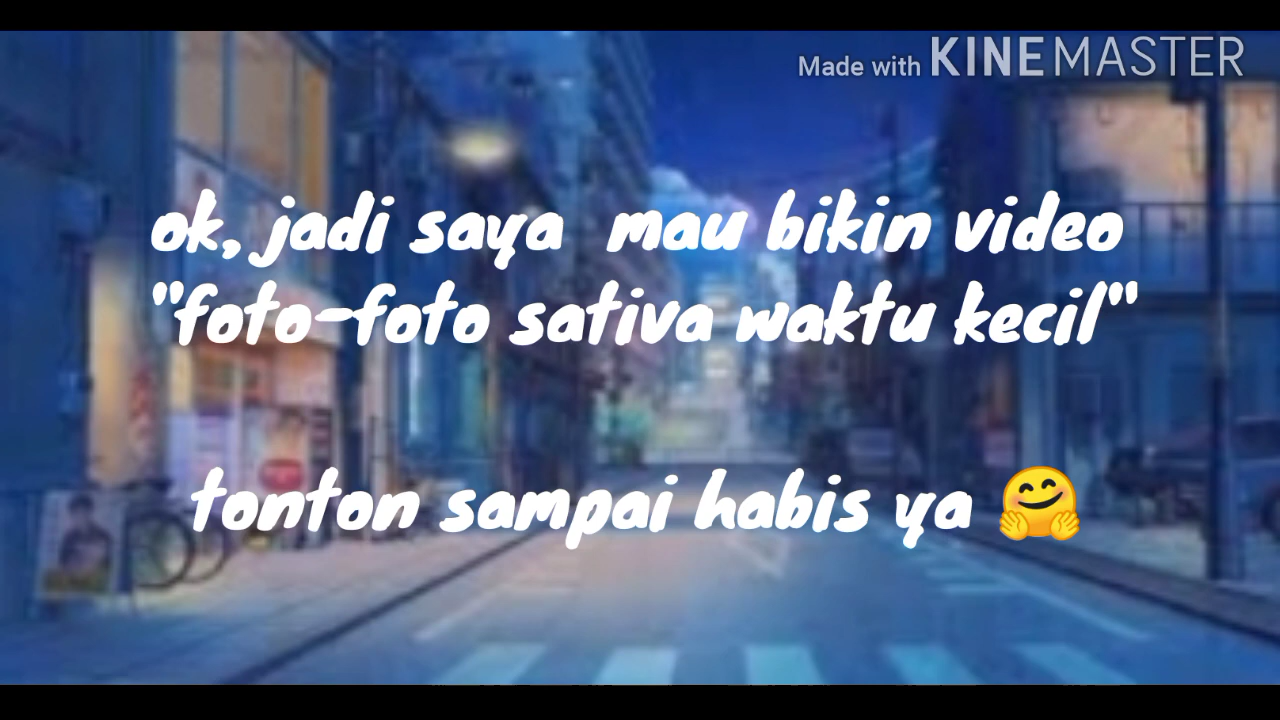 Made with KINEMASTER
ok, jadi saya mau bikin video
"foto-foto sativa waktu kecil"
tonton sampai habis ya 🤗